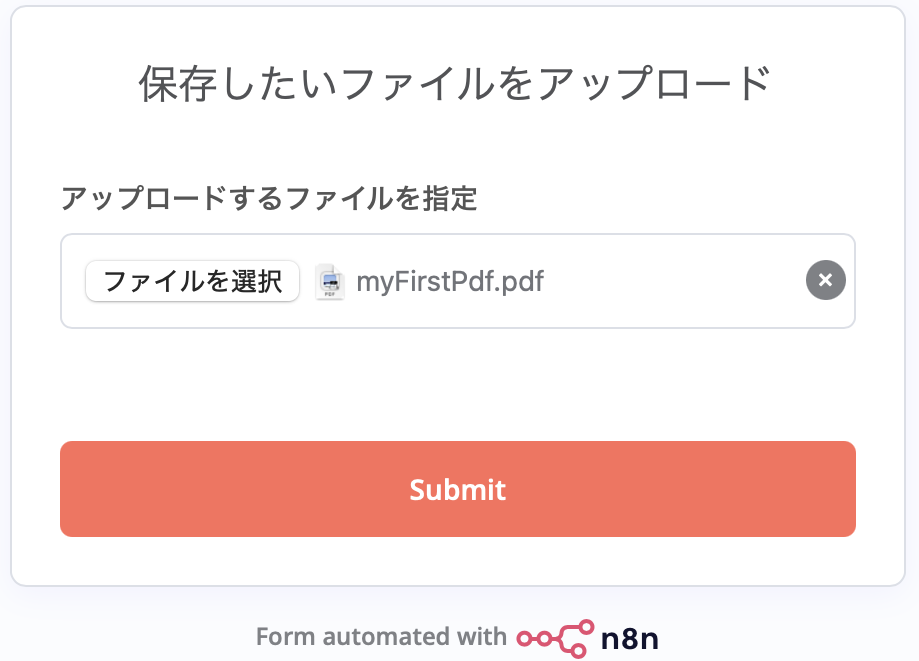 保存したいファイルをアップロード
アップロードするファイルを指定
ファイルを選択 PDF myFirstPdf.pdf
Submit
Form automated with n8n